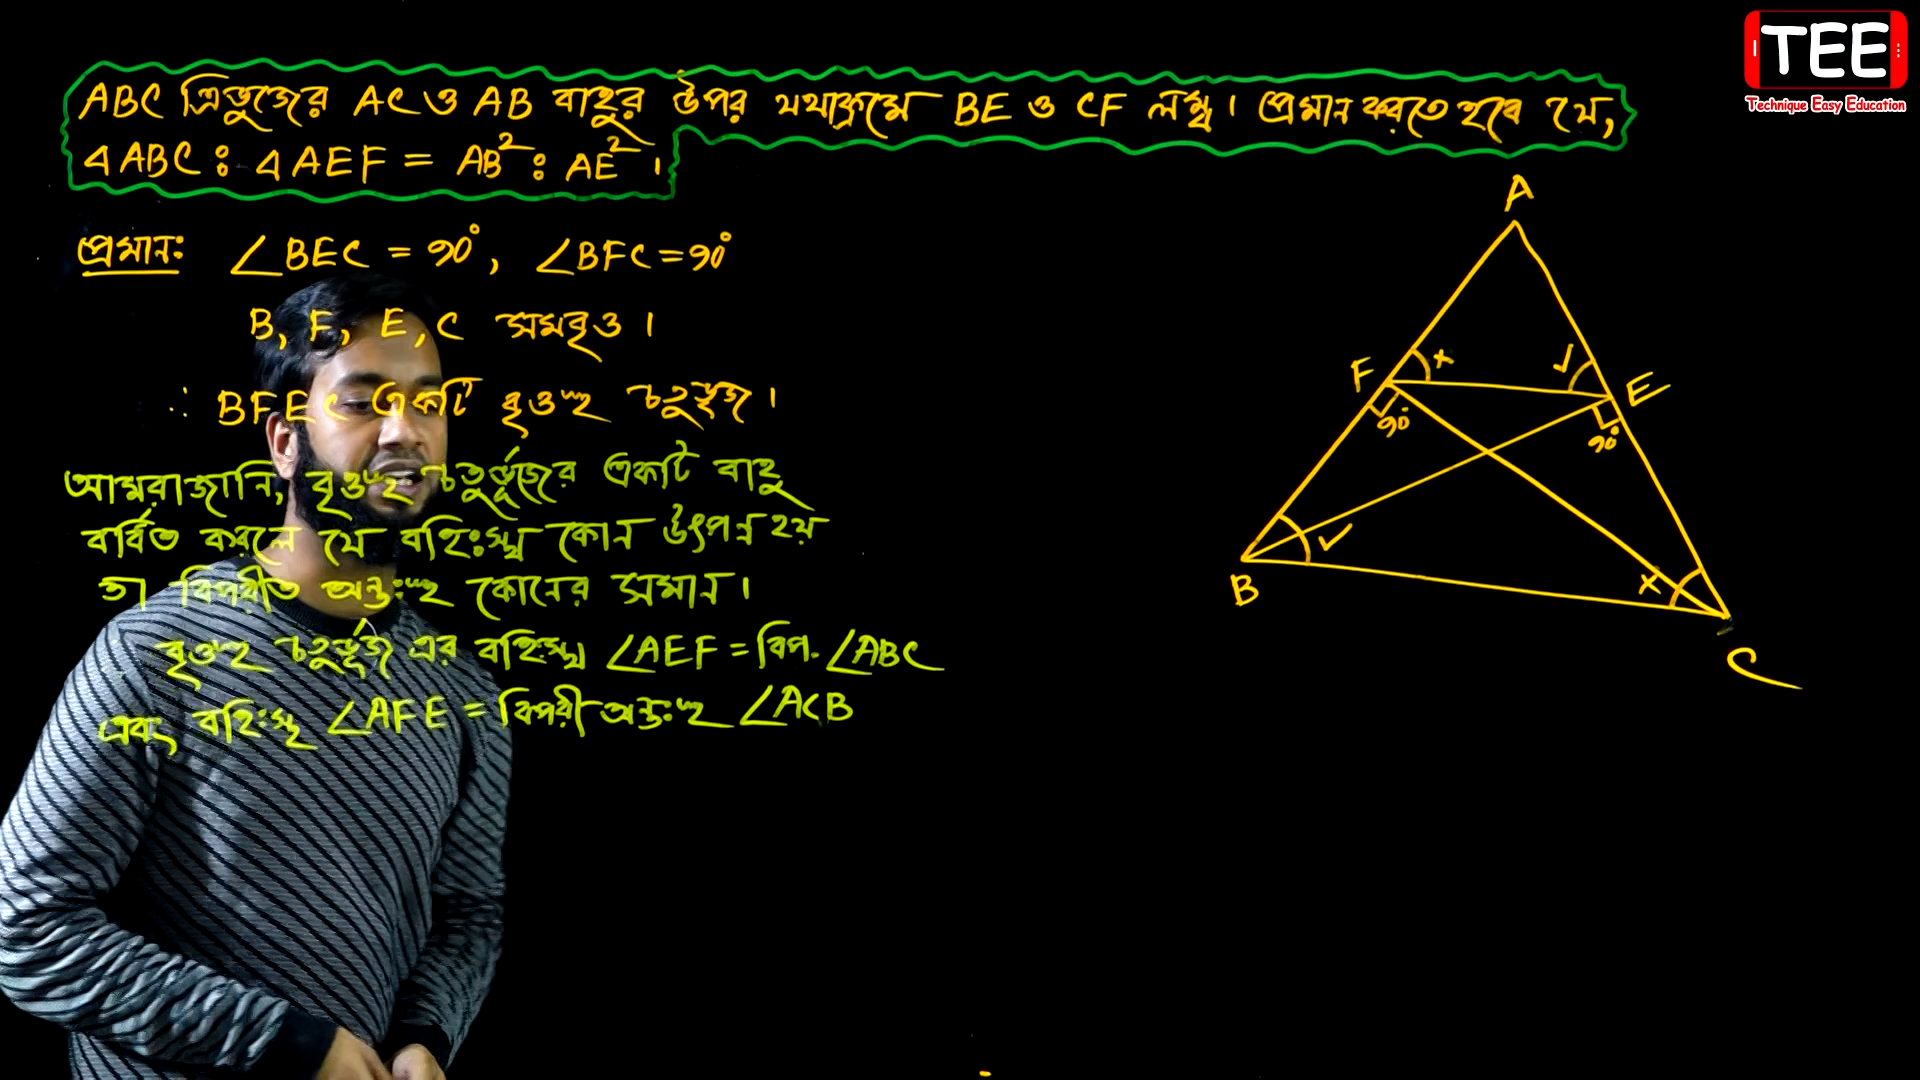 ABC ত্রিভুজের AC ও AB বাহুর উপর যথাক্রমে BE ও CF লম্ব। প্রমান করতে হবে যে,
△ABC : △AEF = AB² : AE² ।
প্রমান: ∠BEC = 90°, ∠BFC = 90°
B, F, E, C সমবৃত্ত।
∴ BFEC একটি বৃত্তস্থ চতুর্ভূজ।
আমরা জানি, বৃত্তস্থ চতুর্ভূজের একটি বাহু
বর্ধিত করলে যে বহিঃস্থ কোন উৎপন্ন হয়
তা বিপরীত অন্তঃস্থ কোনের সমান।
বৃত্তস্থ চতুর্ভূজ এর বহিঃস্থ ∠AEF = বিপ. ∠ABC
এবং বহিঃস্থ ∠AFE = বিপরী অন্তঃস্থ ∠ACB
A
F
×
✓
E
90°
90°
B
✓
×
C
TEE
Technique Easy Education